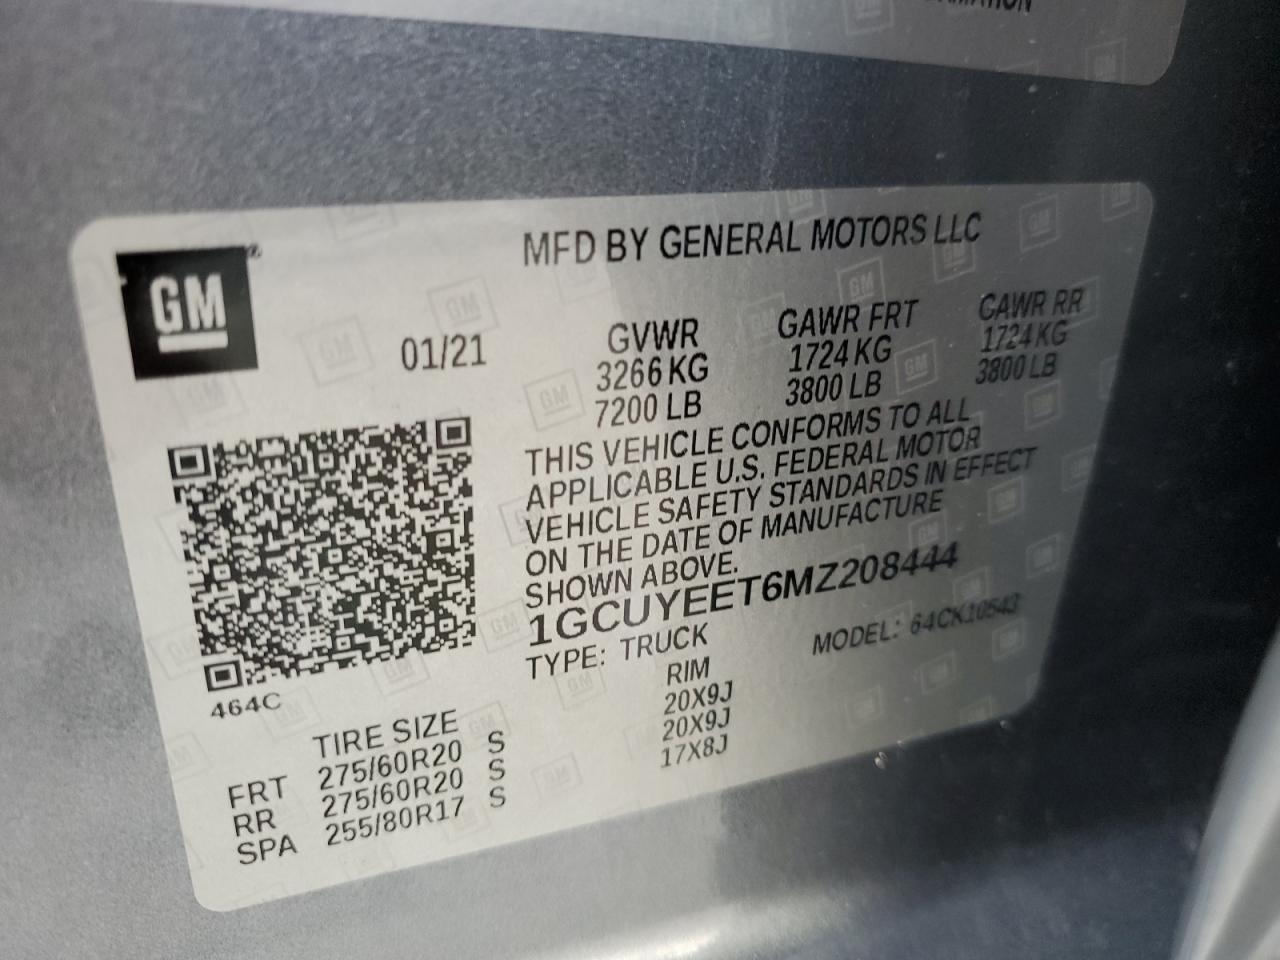 GM
MFD BY GENERAL MOTORS LLC
01/21
GVWR GAWR FRT GAWR RR
3266 KG 1724 KG 1724 KG
7200 LB 3800 LB 3800 LB
THIS VEHICLE CONFORMS TO ALL
APPLICABLE U.S. FEDERAL MOTOR
VEHICLE SAFETY STANDARDS IN EFFECT
ON THE DATE OF MANUFACTURE
SHOWN ABOVE.
1GCUYEET6MZ208444
TYPE: TRUCK MODEL: 64CK10543
464C
TIRE SIZE RIM
FRT 275/60R20 S 20X9J
RR 275/60R20 S 20X9J
SPA 255/80R17 S 17X8J